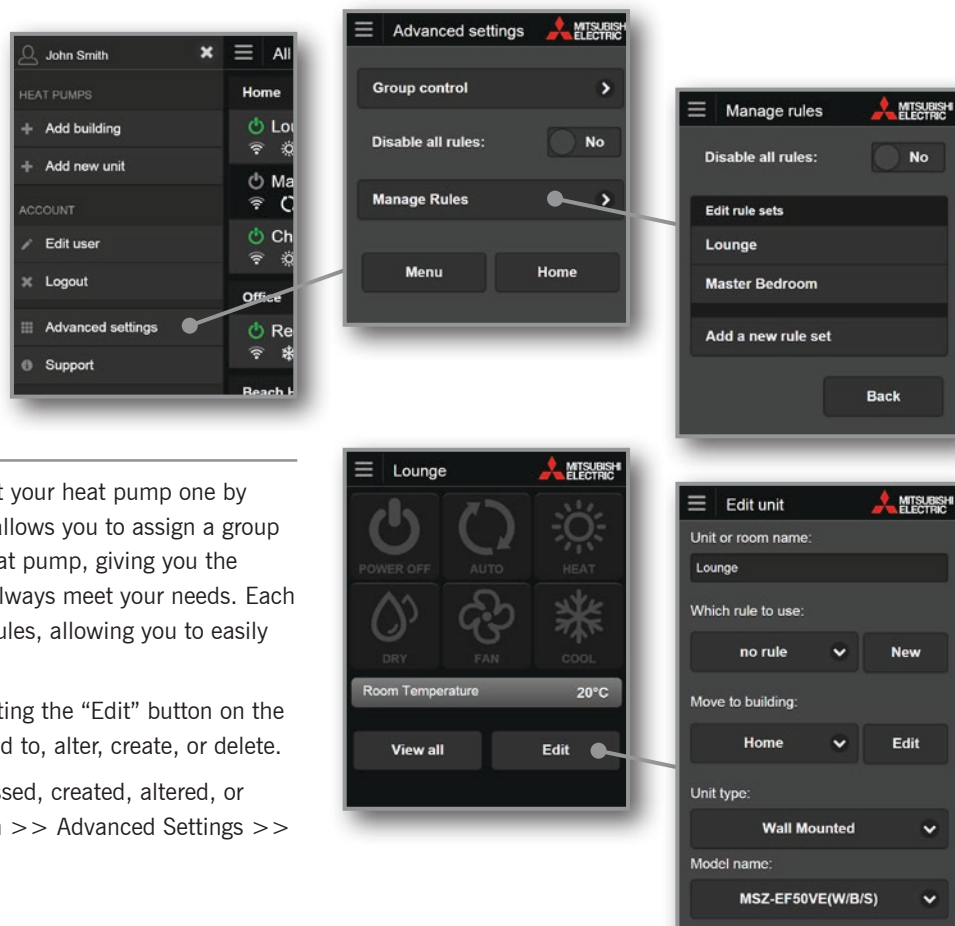 John Smith
HEAT PUMPS
Add building
Add new unit
ACCOUNT
Edit user
Logout
Advanced settings
Support
All
Home
Office
Beach
Advanced settings
MITSUBISHI
ELECTRIC
Group control
Disable all rules: No
Manage Rules
Menu Home
Manage rules
MITSUBISHI
ELECTRIC
Disable all rules: No
Edit rule sets
Lounge
Master Bedroom
Add a new rule set
Back
t your heat pump one by
allows you to assign a group
at pump, giving you the
lways meet your needs. Each
ules, allowing you to easily
ting the “Edit” button on the
d to, alter, create, or delete.
ssed, created, altered, or
>> Advanced Settings >>
Lounge
MITSUBISHI
ELECTRIC
POWER OFF AUTO HEAT
DRY FAN COOL
Room Temperature 20°C
View all Edit
Edit unit
MITSUBISHI
ELECTRIC
Unit or room name:
Lounge
Which rule to use:
no rule New
Move to building:
Home Edit
Unit type:
Wall Mounted
Model name:
MSZ-EF50VE(W/B/S)